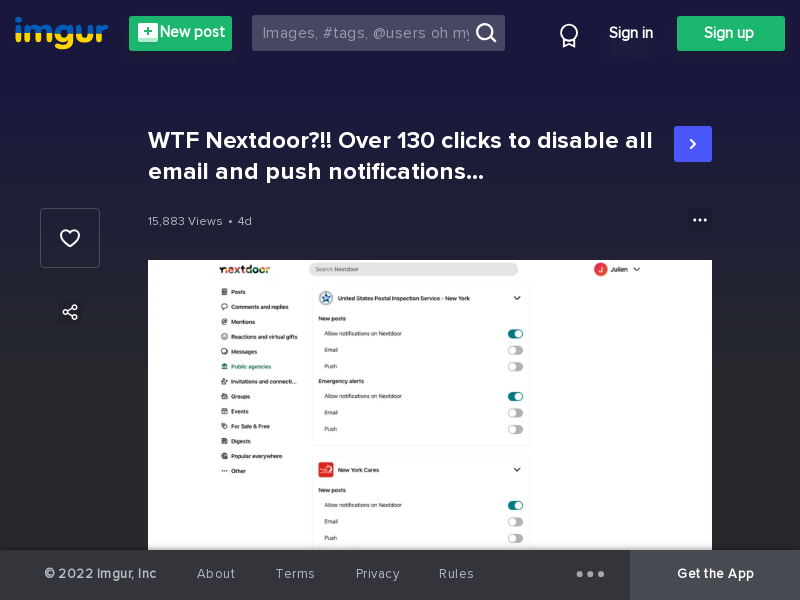 imgur
New post
Images, #tags, @users oh my
Sign in
Sign up
WTF Nextdoor?!! Over 130 clicks to disable all
email and push notifications...
15,883 Views • 4d
nextdoor
Search Nextdoor
J
Julien
Posts
Comments and replies
Mentions
Reactions and virtual gifts
Messages
Public agencies
Invitations and connecti...
Groups
Events
For Sale & Free
Digests
Popular everywhere
Other
United States Postal Inspection Service - New York
New posts
Allow notifications on Nextdoor
Email
Push
Emergency alerts
Allow notifications on Nextdoor
Email
Push
New York Cares
New posts
Allow notifications on Nextdoor
Email
Push
© 2022 Imgur, Inc
About
Terms
Privacy
Rules
Get the App